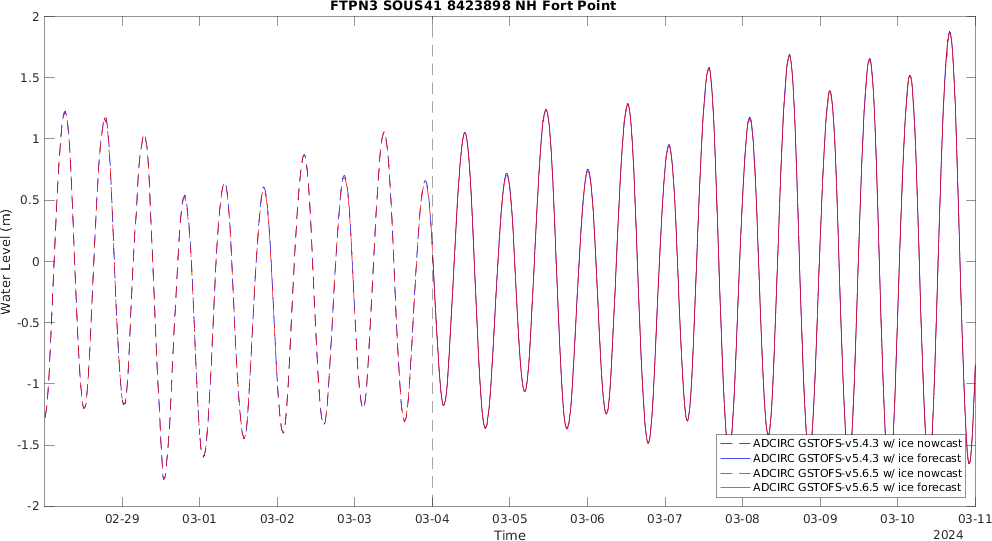 FTPN3 SOUS41 8423898 NH Fort Point
2
1.5
1
0.5
0
-0.5
-1
-1.5
-2
Water Level (m)
ADCIRC GSTOFS-v5.4.3 w/ ice nowcast
ADCIRC GSTOFS-v5.4.3 w/ ice forecast
ADCIRC GSTOFS-v5.6.5 w/ ice nowcast
ADCIRC GSTOFS-v5.6.5 w/ ice forecast
02-29 03-01 03-02 03-03 03-04 03-05 03-06 03-07 03-08 03-09 03-10 03-11
Time
2024